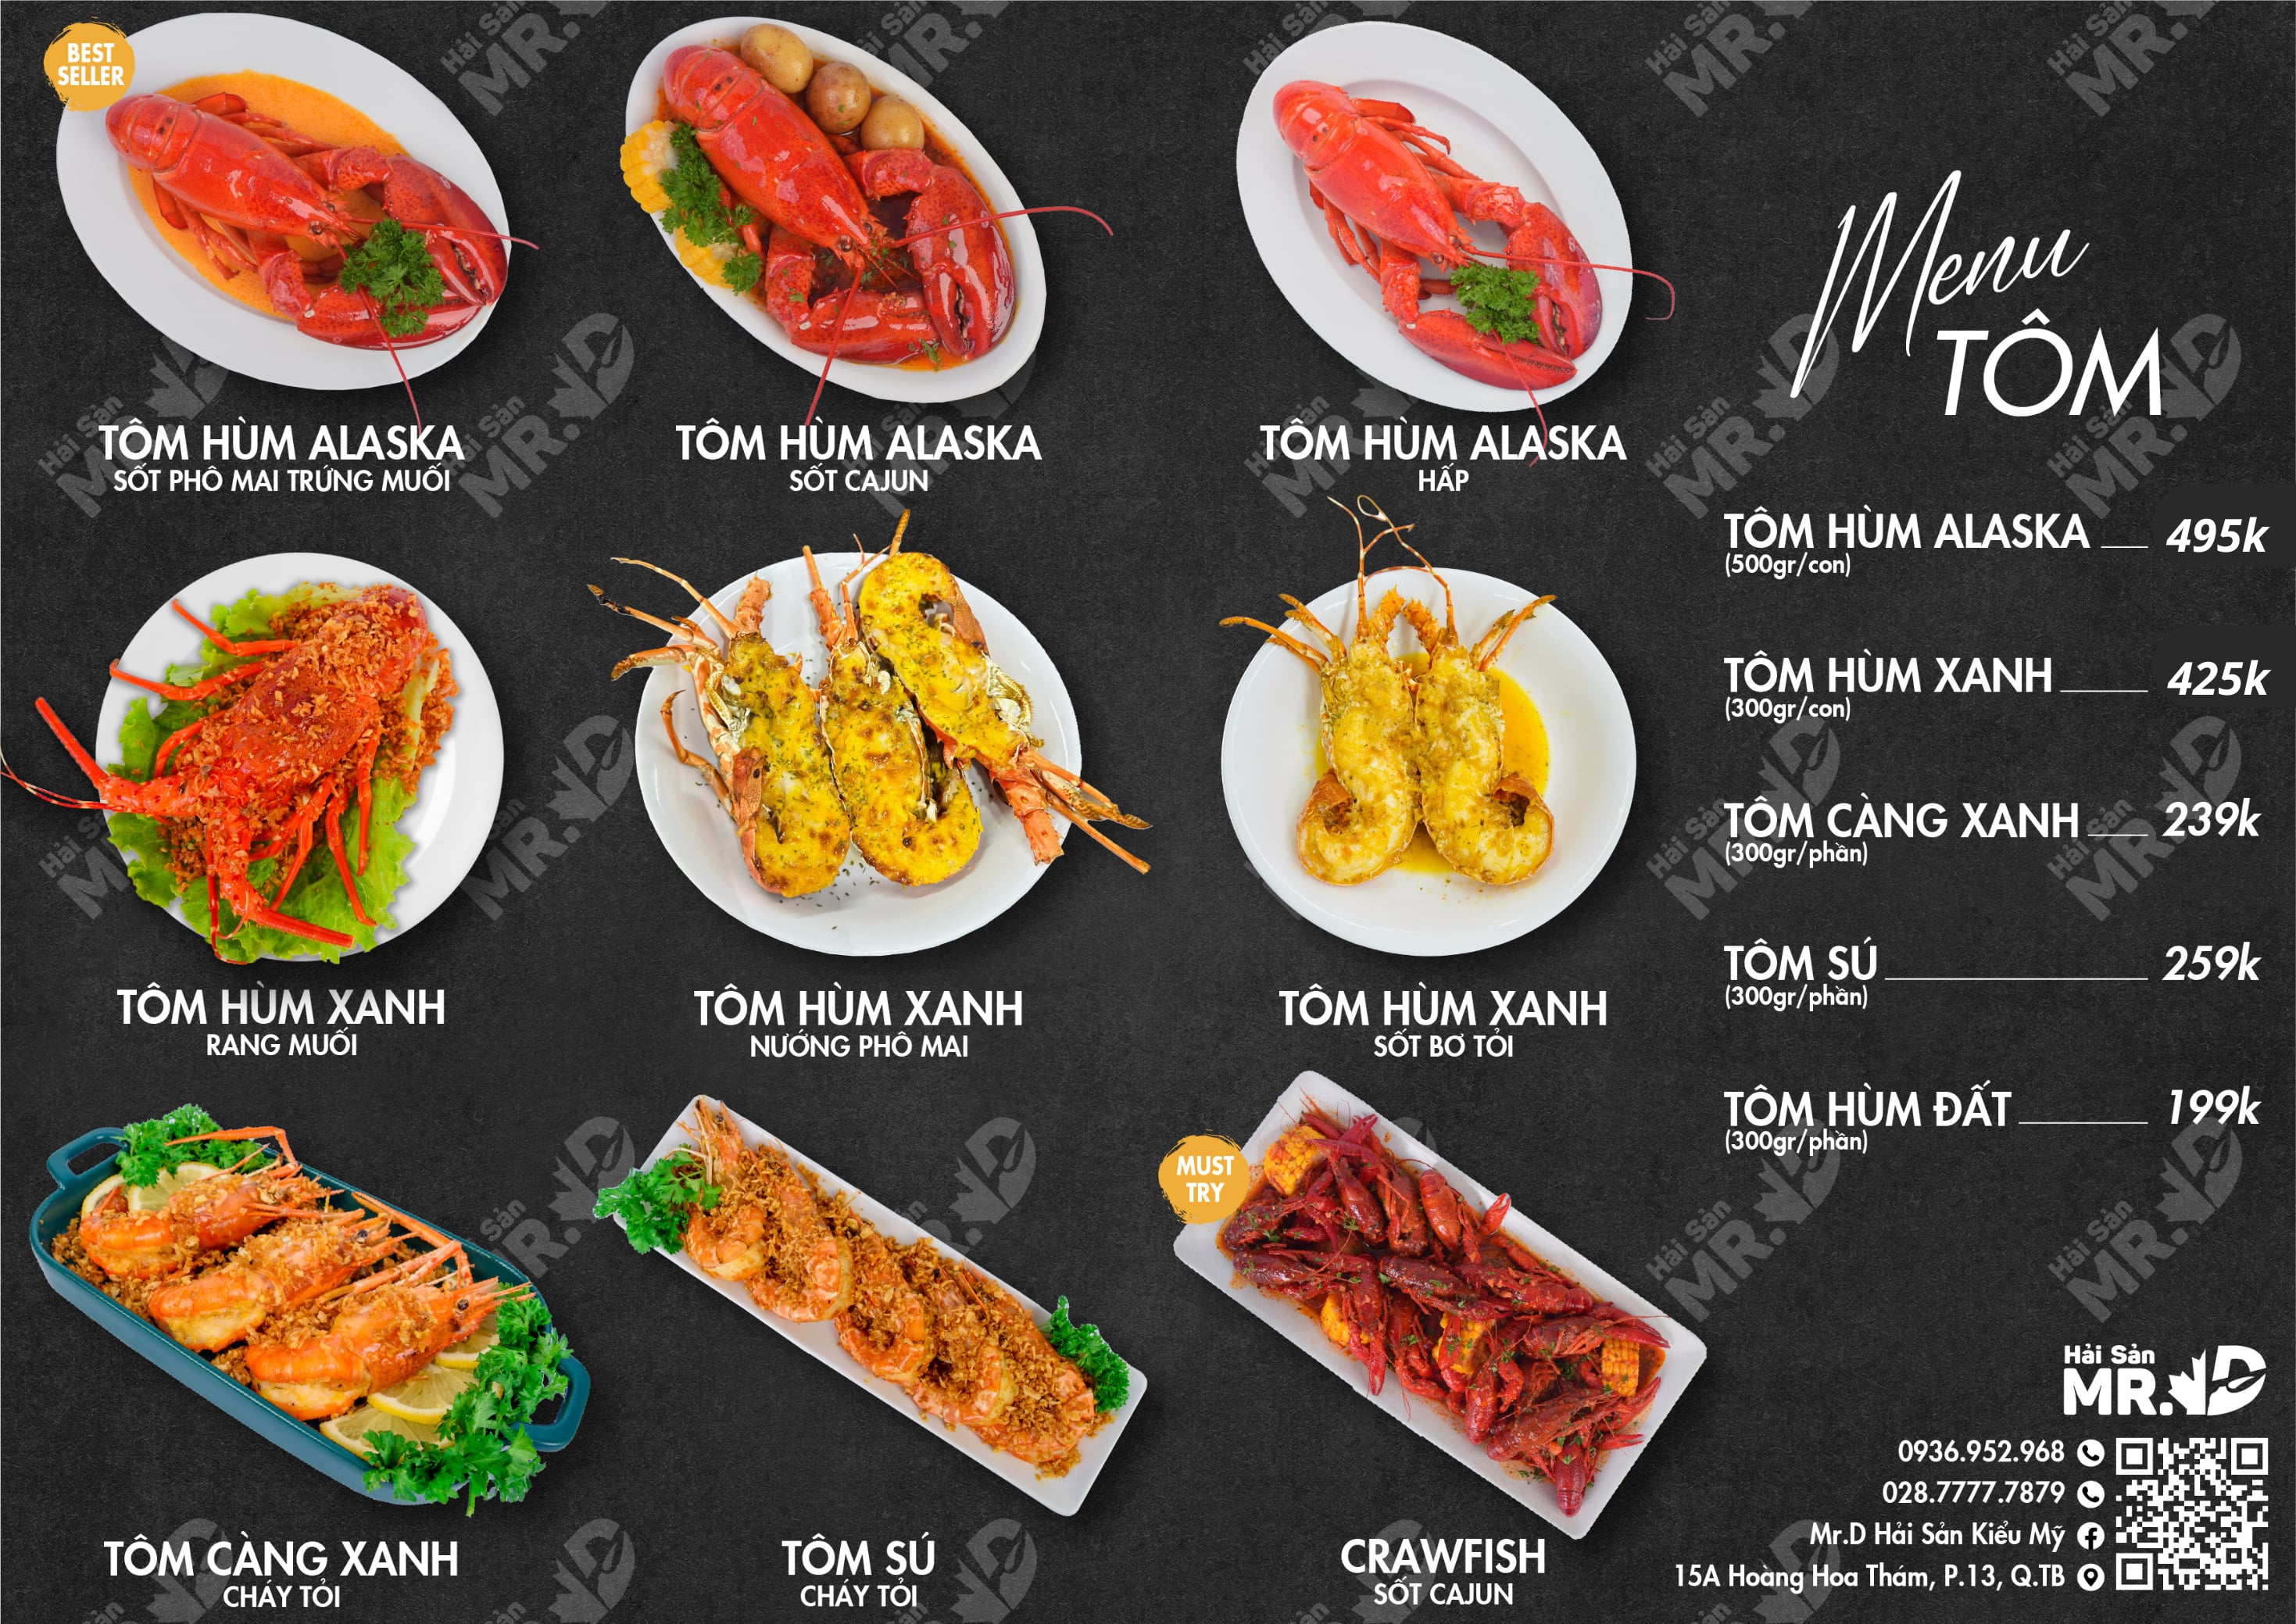 BEST
SELLER
TÔM HÙM ALASKA
SỐT PHÔ MAI TRỨNG MUỐI
TÔM HÙM ALASKA
SỐT CAJUN
TÔM HÙM ALASKA
HẤP
TÔM HÙM XANH
RANG MUỐI
TÔM HÙM XANH
NƯỚNG PHÔ MAI
TÔM HÙM XANH
SỐT BƠ TỎI
TÔM CÀNG XANH
CHÁY TỎI
TÔM SÚ
CHÁY TỎI
MUST
TRY
CRAWFISH
SỐT CAJUN
Menu
TÔM
TÔM HÙM ALASKA 495k
(500gr/con)
TÔM HÙM XANH 425k
(300gr/con)
TÔM CÀNG XANH 239k
(300gr/phần)
TÔM SÚ 259k
(300gr/phần)
TÔM HÙM ĐẤT 199k
(300gr/phần)
Hải Sản
MR.D
0936.952.968
028.7777.7879
Mr.D Hải Sản Kiểu Mỹ
15A Hoàng Hoa Thám, P.13, Q.TB